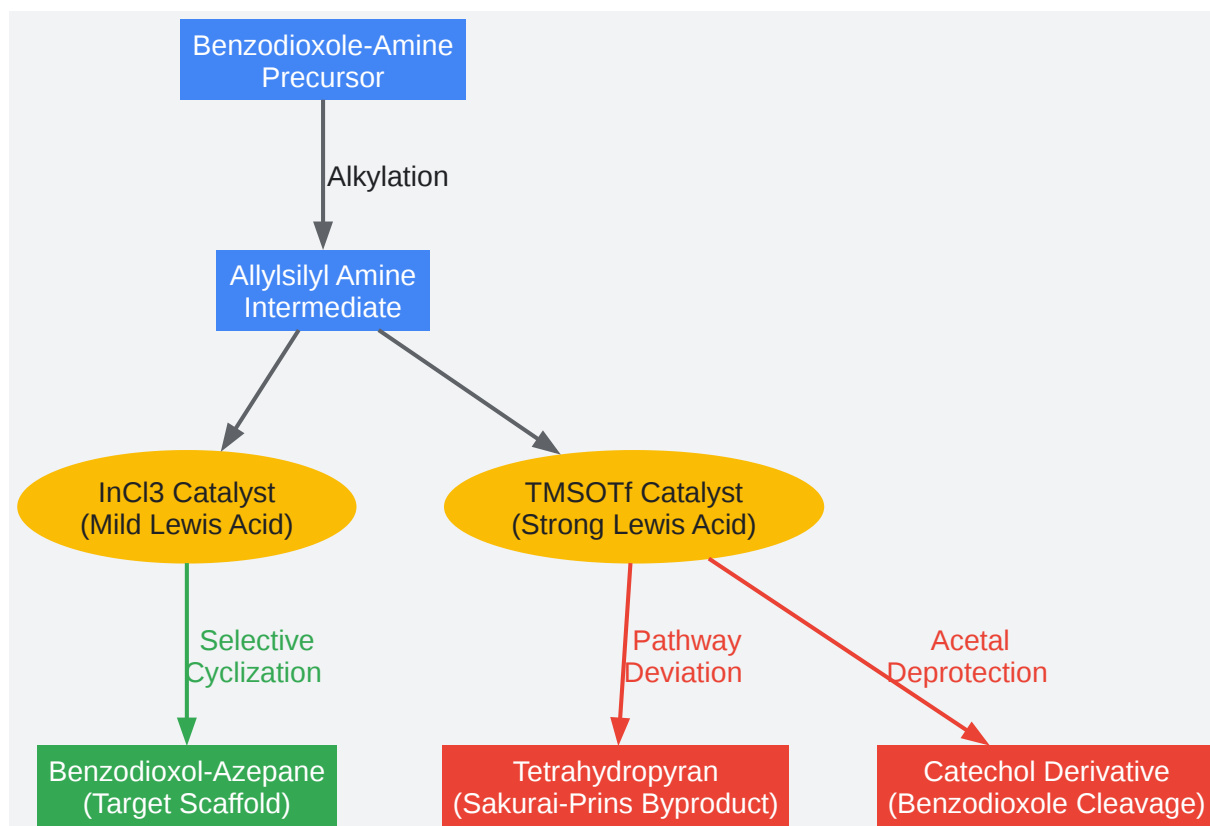 Benzodioxole-Amine
Precursor
Alkylation
Allylsilyl Amine
Intermediate
InCl3 Catalyst
(Mild Lewis Acid)
TMSOTf Catalyst
(Strong Lewis Acid)
Selective
Cyclization
Pathway
Deviation
Acetal
Deprotection
Benzodioxol-Azepane
(Target Scaffold)
Tetrahydropyran
(Sakurai-Prins Byproduct)
Catechol Derivative
(Benzodioxole Cleavage)